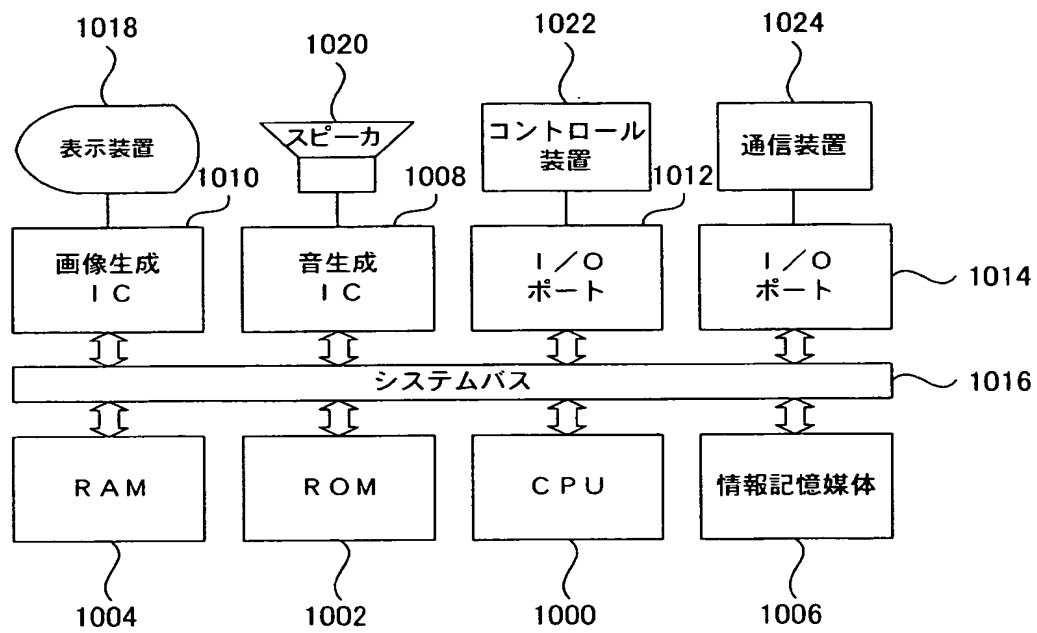 1018
1020
1022
1024
表示装置
スピーカ
コントロール
装置
通信装置
1010
1008
1012
画像生成
IC
音生成
IC
I/O
ポート
I/O
ポート
1014
システムバス
1016
RAM
ROM
CPU
情報記憶媒体
1004
1002
1000
1006